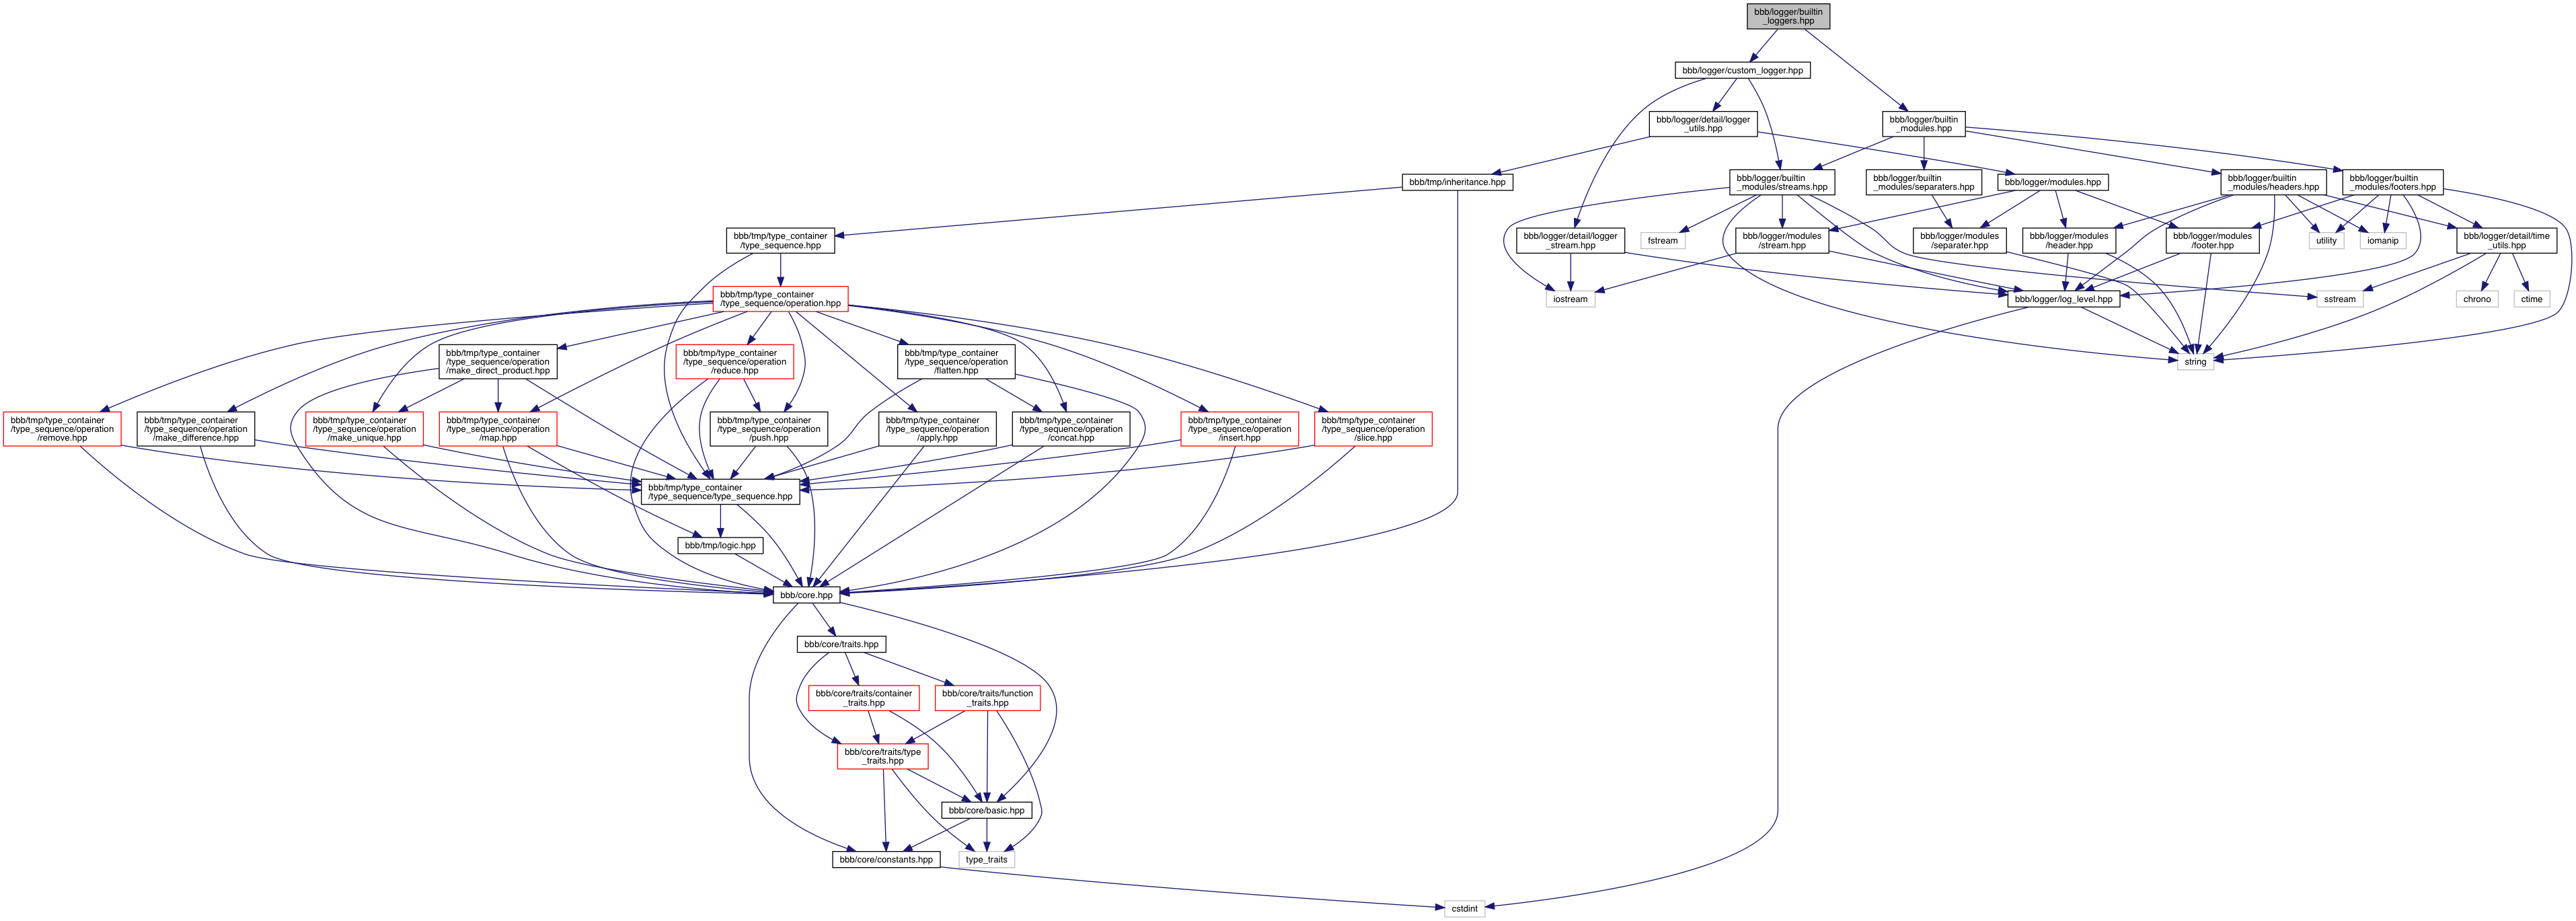 bbb/logger/builtin
_loggers.hpp
bbb/logger/custom_logger.hpp
bbb/logger/detail/logger
_utils.hpp
bbb/logger/builtin
_modules.hpp
bbb/tmp/inheritance.hpp
bbb/logger/builtin
_modules/streams.hpp
bbb/logger/builtin
_modules/separaters.hpp
bbb/logger/modules.hpp
bbb/logger/builtin
_modules/headers.hpp
bbb/logger/builtin
_modules/footers.hpp
bbb/tmp/type_container
/type_sequence.hpp
bbb/logger/detail/logger
_stream.hpp
fstream
bbb/logger/modules
/stream.hpp
bbb/logger/modules
/separater.hpp
bbb/logger/modules
/header.hpp
bbb/logger/modules
/footer.hpp
utility
iomanip
bbb/logger/detail/time
_utils.hpp
bbb/tmp/type_container
/type_sequence/operation.hpp
iostream
bbb/logger/log_level.hpp
sstream
chrono
ctime
bbb/tmp/type_container
/type_sequence/operation
/make_direct_product.hpp
bbb/tmp/type_container
/type_sequence/operation
/reduce.hpp
bbb/tmp/type_container
/type_sequence/operation
/flatten.hpp
string
bbb/tmp/type_container
/type_sequence/operation
/remove.hpp
bbb/tmp/type_container
/type_sequence/operation
/make_difference.hpp
bbb/tmp/type_container
/type_sequence/operation
/make_unique.hpp
bbb/tmp/type_container
/type_sequence/operation
/map.hpp
bbb/tmp/type_container
/type_sequence/operation
/push.hpp
bbb/tmp/type_container
/type_sequence/operation
/apply.hpp
bbb/tmp/type_container
/type_sequence/operation
/concat.hpp
bbb/tmp/type_container
/type_sequence/operation
/insert.hpp
bbb/tmp/type_container
/type_sequence/operation
/slice.hpp
bbb/tmp/type_container
/type_sequence/type_sequence.hpp
bbb/tmp/logic.hpp
bbb/core.hpp
bbb/core/traits.hpp
bbb/core/traits/container
_traits.hpp
bbb/core/traits/function
_traits.hpp
bbb/core/traits/type
_traits.hpp
bbb/core/basic.hpp
bbb/core/constants.hpp
type_traits
cstdint